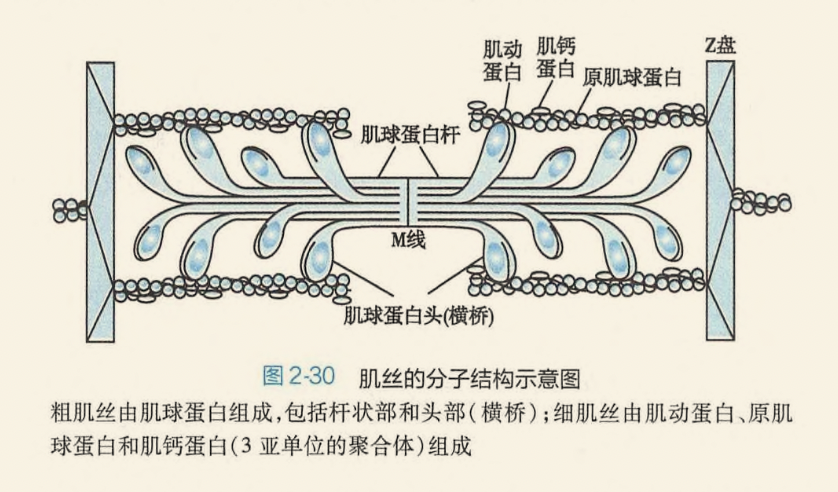 肌动
蛋白
肌钙
蛋白
原肌球蛋白
Z盘
肌球蛋白杆
M线
肌球蛋白头(横桥)
图 2-30 肌丝的分子结构示意图
粗肌丝由肌球蛋白组成,包括杆状部和头部(横桥);细肌丝由肌动蛋白、原肌
球蛋白和肌钙蛋白(3 亚单位的聚合体)组成